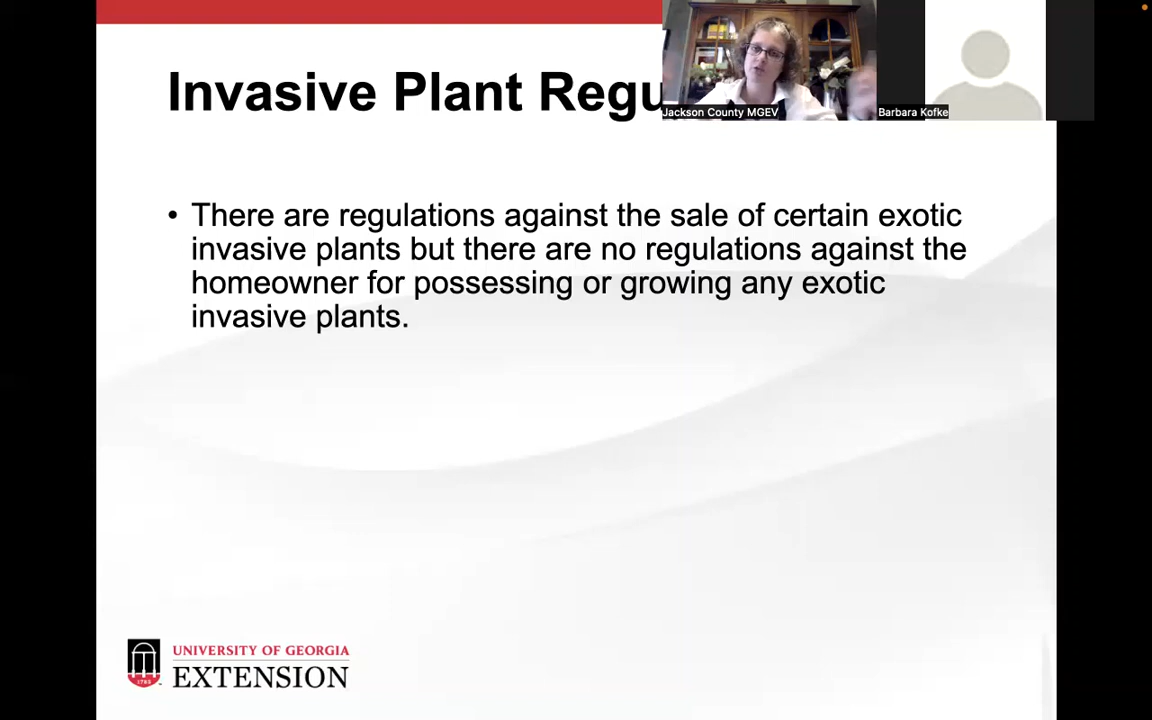 Invasive Plant
Jackson County MGEV
Barbara Kofke
• There are regulations against the sale of certain exotic
invasive plants but there are no regulations against the
homeowner for possessing or growing any exotic
invasive plants.
UNIVERSITY OF GEORGIA
EXTENSION
1785